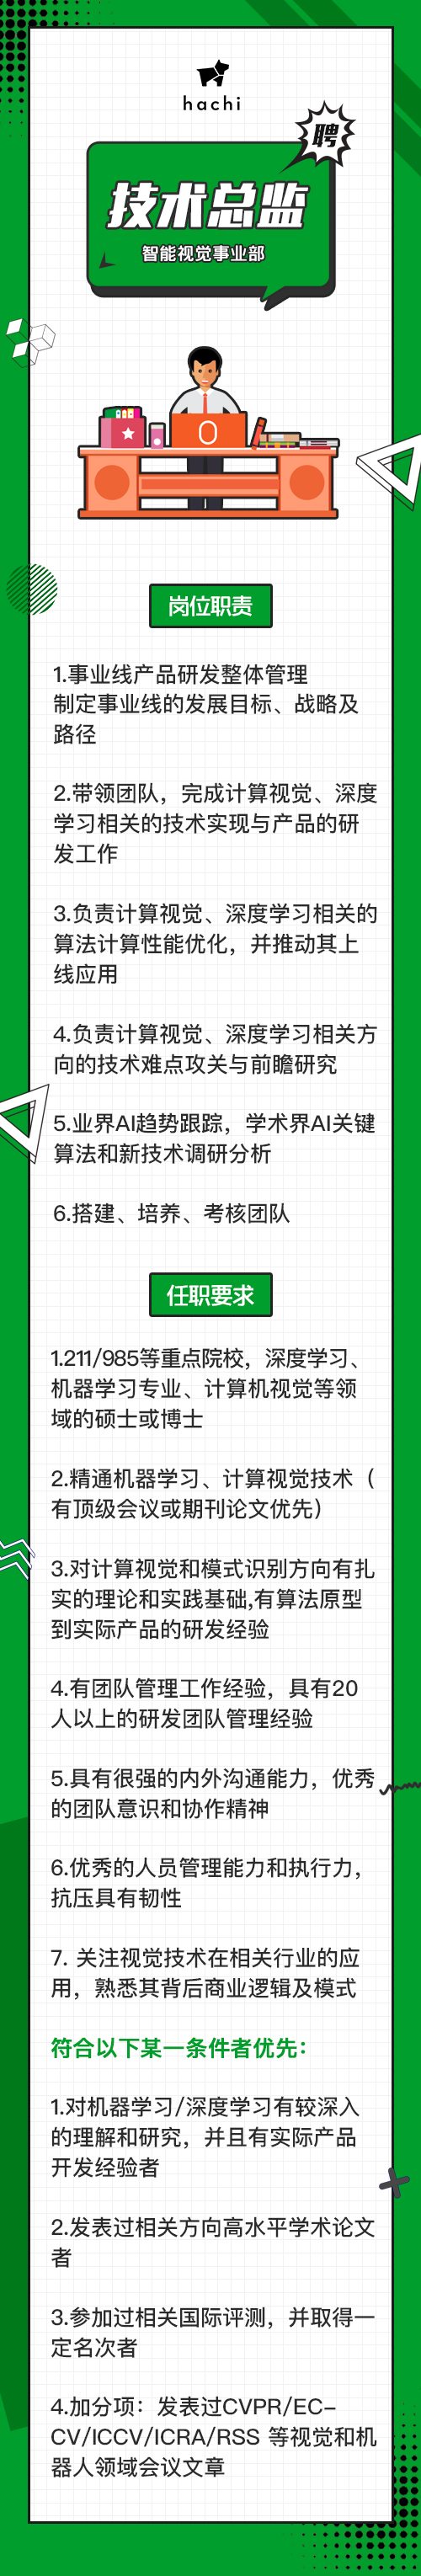 hachi
聘
技术总监
智能视觉事业部
岗位职责
1.事业线产品研发整体管理
制定事业线的发展目标、战略及
路径
2.带领团队，完成计算视觉、深度
学习相关的技术实现与产品的研
发工作
3.负责计算视觉、深度学习相关的
算法计算性能优化，并推动其上
线应用
4.负责计算视觉、深度学习相关方
向的技术难点攻关与前瞻研究
5.业界AI趋势跟踪，学术界AI关键
算法和新技术调研分析
6.搭建、培养、考核团队
任职要求
1.211/985等重点院校，深度学习、
机器学习专业、计算机视觉等领
域的硕士或博士
2.精通机器学习、计算视觉技术（
有顶级会议或期刊论文优先）
3.对计算视觉和模式识别方向有扎
实的理论和实践基础,有算法原型
到实际产品的研发经验
4.有团队管理工作经验，具有20
人以上的研发团队管理经验
5.具有很强的内外沟通能力，优秀
的团队意识和协作精神
6.优秀的人员管理能力和执行力，
抗压具有韧性
7. 关注视觉技术在相关行业的应
用，熟悉其背后商业逻辑及模式
符合以下某一条件者优先：
1.对机器学习/深度学习有较深入
的理解和研究，并且有实际产品
开发经验者
2.发表过相关方向高水平学术论文
者
3.参加过相关国际评测，并取得一
定名次者
4.加分项：发表过CVPR/EC-
CV/ICCV/ICRA/RSS 等视觉和机
器人领域会议文章